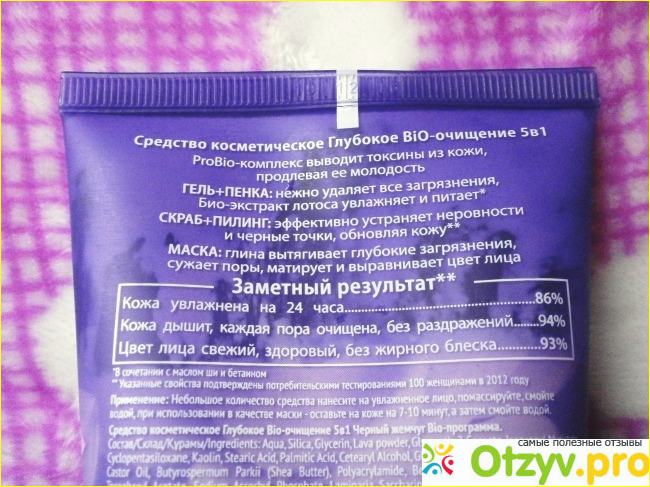 Средство косметическое Глубокое BiO-очищение 5в1
ProBio-комплекс выводит токсины из кожи,
продлевая ее молодость
ГЕЛЬ+ПЕНКА: нежно удаляет все загрязнения,
Био-экстракт лотоса увлажняет и питает*
СКРАБ+ПИЛИНГ: эффективно устраняет неровности
и черные точки, обновляя кожу**
МАСКА: глина вытягивает глубокие загрязнения,
сужает поры, матирует и выравнивает цвет лица
Заметный результат**
Кожа увлажнена на 24 часа...86%
Кожа дышит, каждая пора очищена, без раздражений...94%
Цвет лица свежий, здоровый, без жирного блеска...93%
*В сочетании с маслом ши и бетаином
**Указанные свойства подтверждены потребительскими тестированиями 100 женщинами в 2012 году
Применение: Небольшое количество средства нанесите на увлажненное лицо, помассируйте, смойте
водой, при использовании в качестве маски - оставьте на коже на 7-10 минут, а затем смойте водой.
Средство косметическое Глубокое Bio-очищение 5в1 Черный жемчуг Bio-программа.
Состав/Склад/Құрамы/Ingredients: Aqua, Silica, Glycerin, Lava powder,
Cyclopentasiloxane, Kaolin, Stearic Acid, Palmitic Acid, Cetearyl Alcohol,
Castor Oil, Butyrospermum Parkii (Shea Butter), Polyacrylamide,
самые полезные отзывы
Otzyv.pro